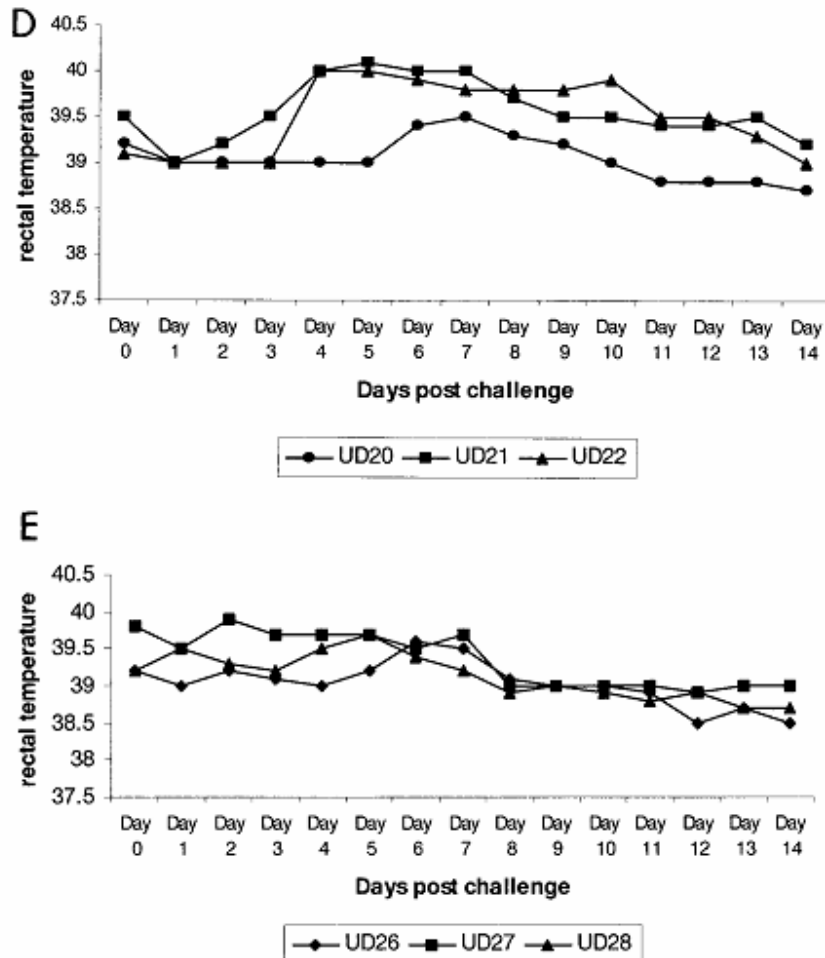 D
40.5
40
39.5
39
38.5
38
37.5
rectal temperature
Day Day Day Day Day Day Day Day Day Day Day Day Day Day Day
0 1 2 3 4 5 6 7 8 9 10 11 12 13 14
Days post challenge
UD20 UD21 UD22
E
40.5
40
39.5
39
38.5
38
37.5
rectal temperature
Day Day Day Day Day Day Day Day Day Day Day Day Day Day Day
0 1 2 3 4 5 6 7 8 9 10 11 12 13 14
Days post challenge
UD26 UD27 UD28